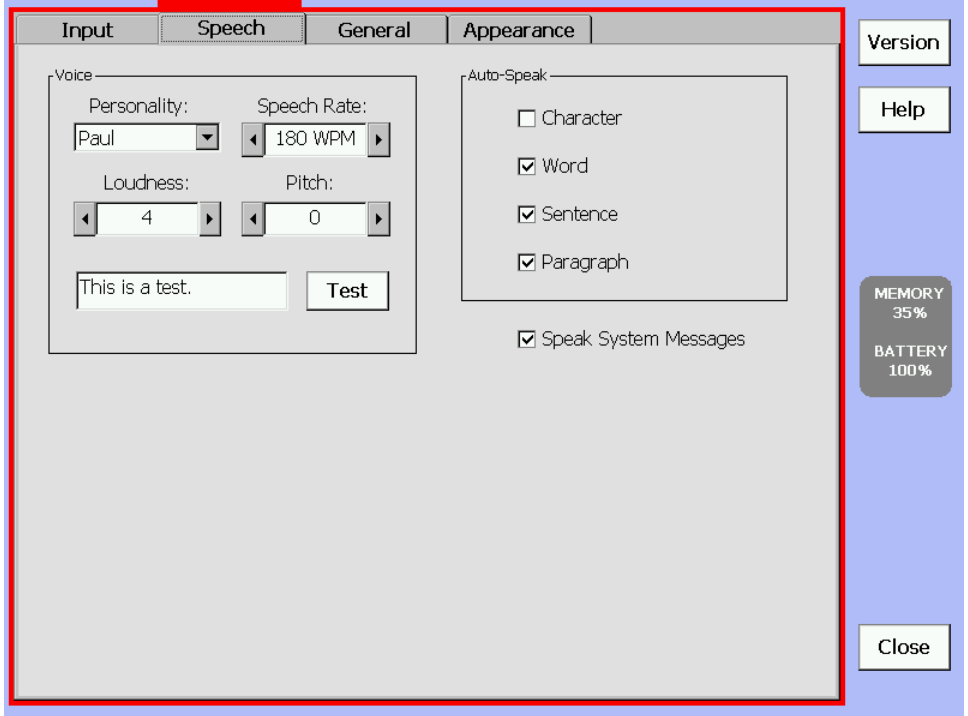 Input Speech General Appearance
Version
Help
Voice
Personality: Speech Rate:
Paul 180 WPM
Loudness: Pitch:
4 0
This is a test. Test
Auto-Speak
Character
Word
Sentence
Paragraph
Speak System Messages
MEMORY
35%
BATTERY
100%
Close